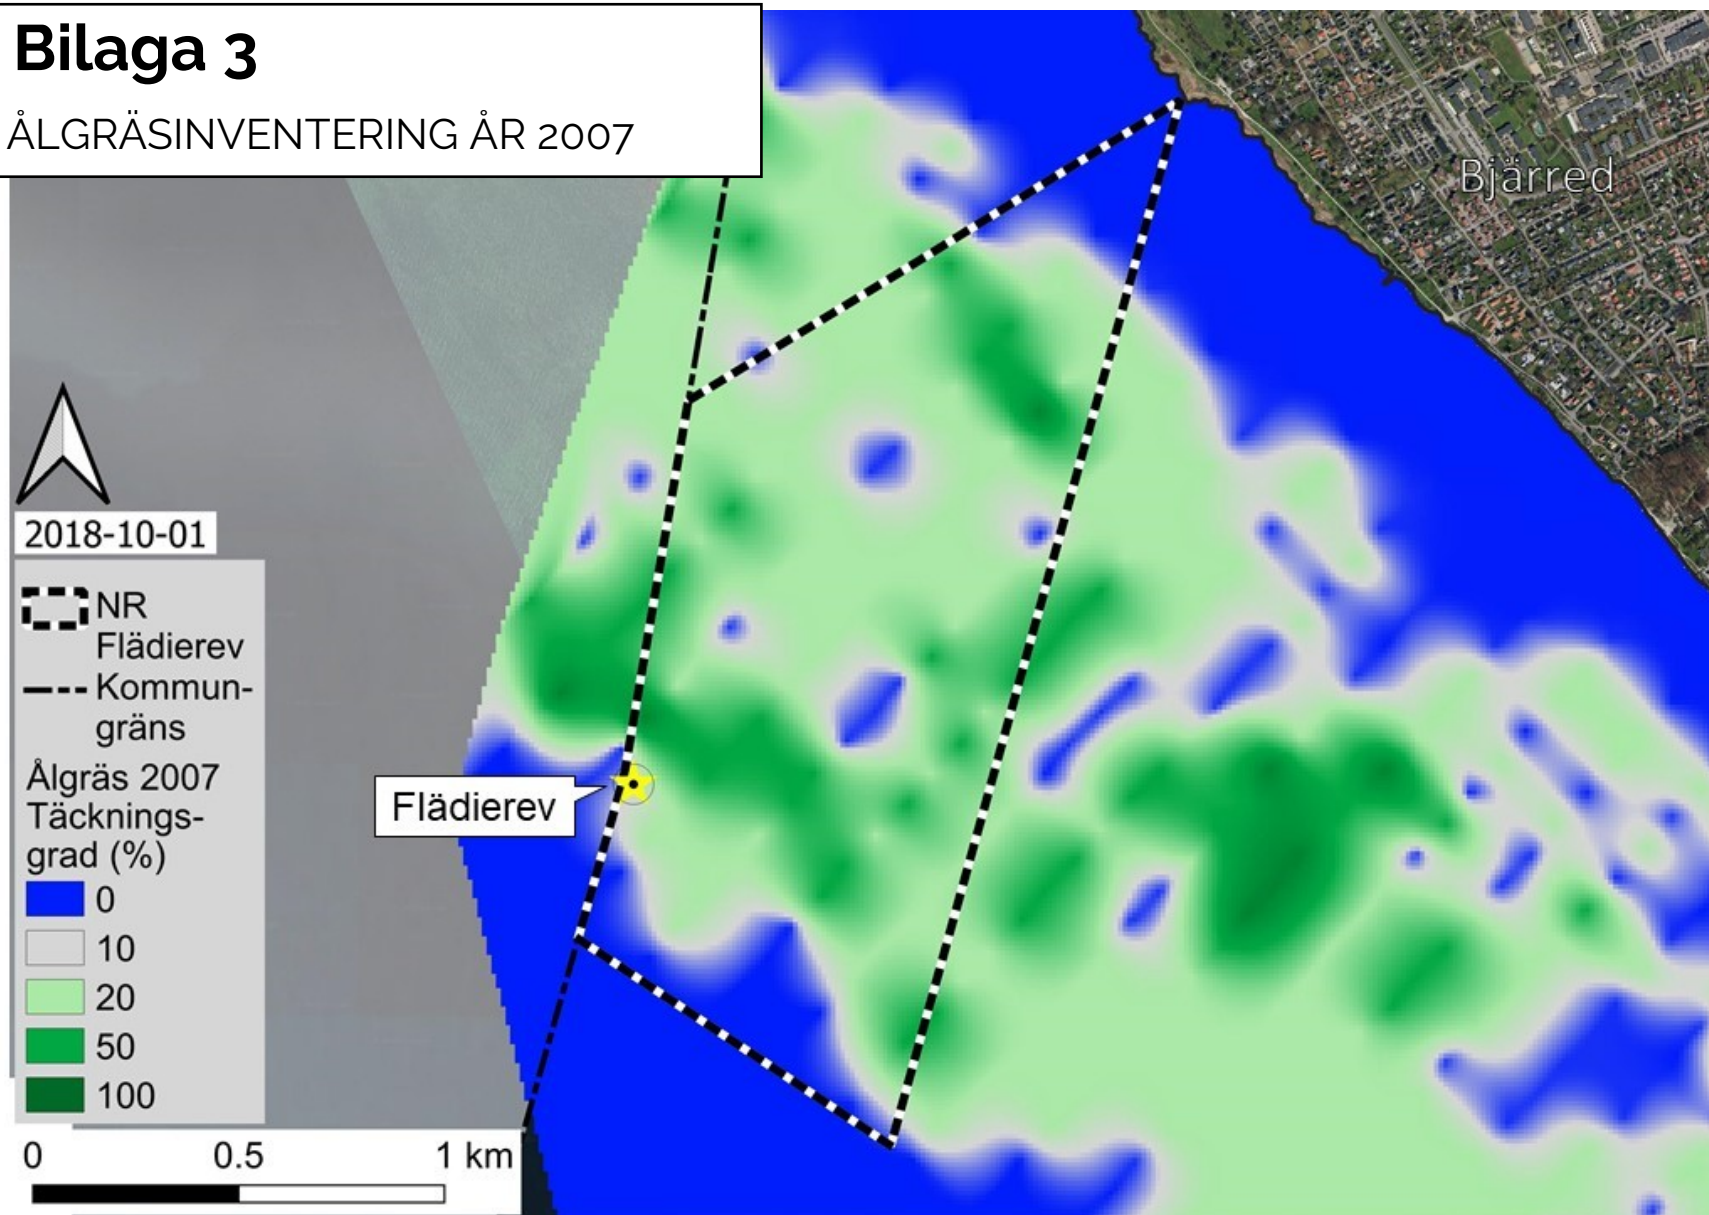 Bilaga 3
ÅLGRÄSINVENTERING ÅR 2007
Bjärred
2018-10-01
NR
Flädierev
Kommun-
gräns
Ålgräs 2007
Täcknings-
grad (%)
0
10
20
50
100
Flädierev
0 0.5 1 km